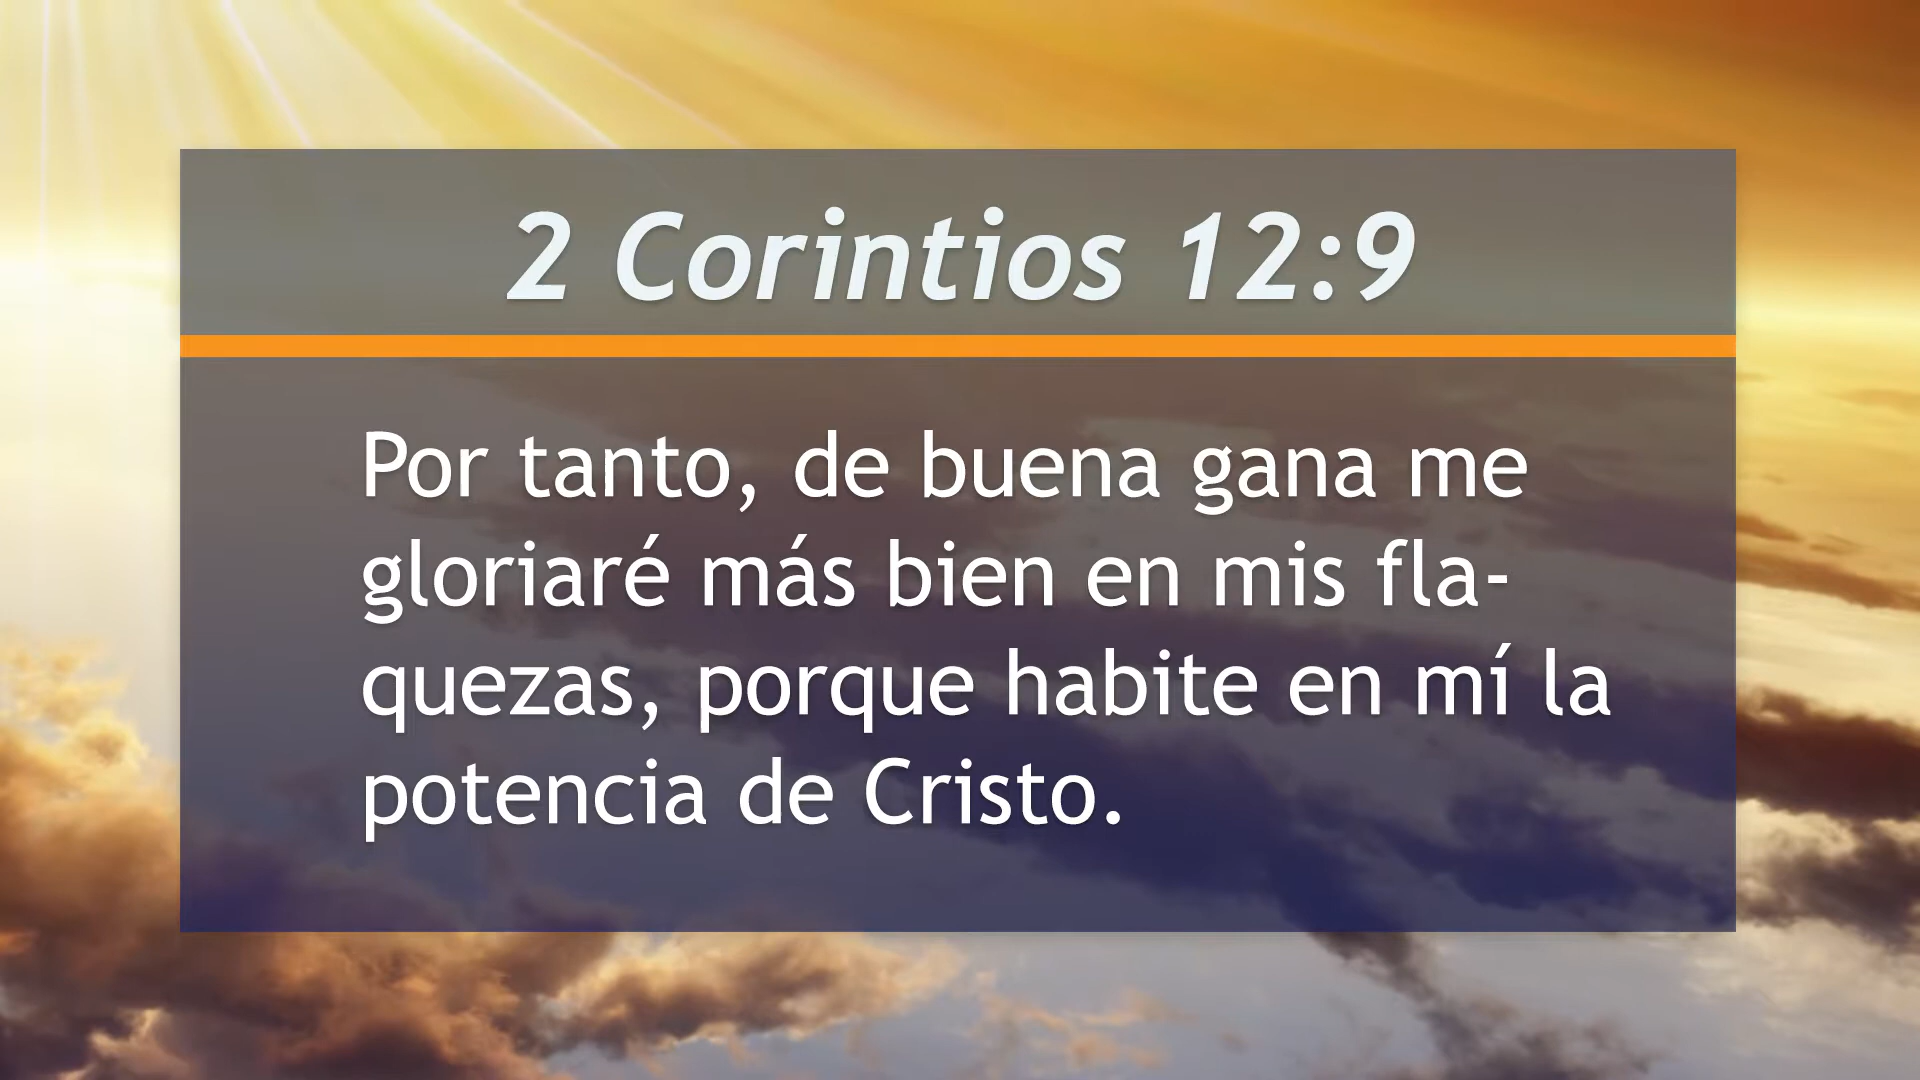 2 Corintios 12:9
Por tanto, de buena gana me
gloriaré más bien en mis fla-
quezas, porque habite en mí la
potencia de Cristo.